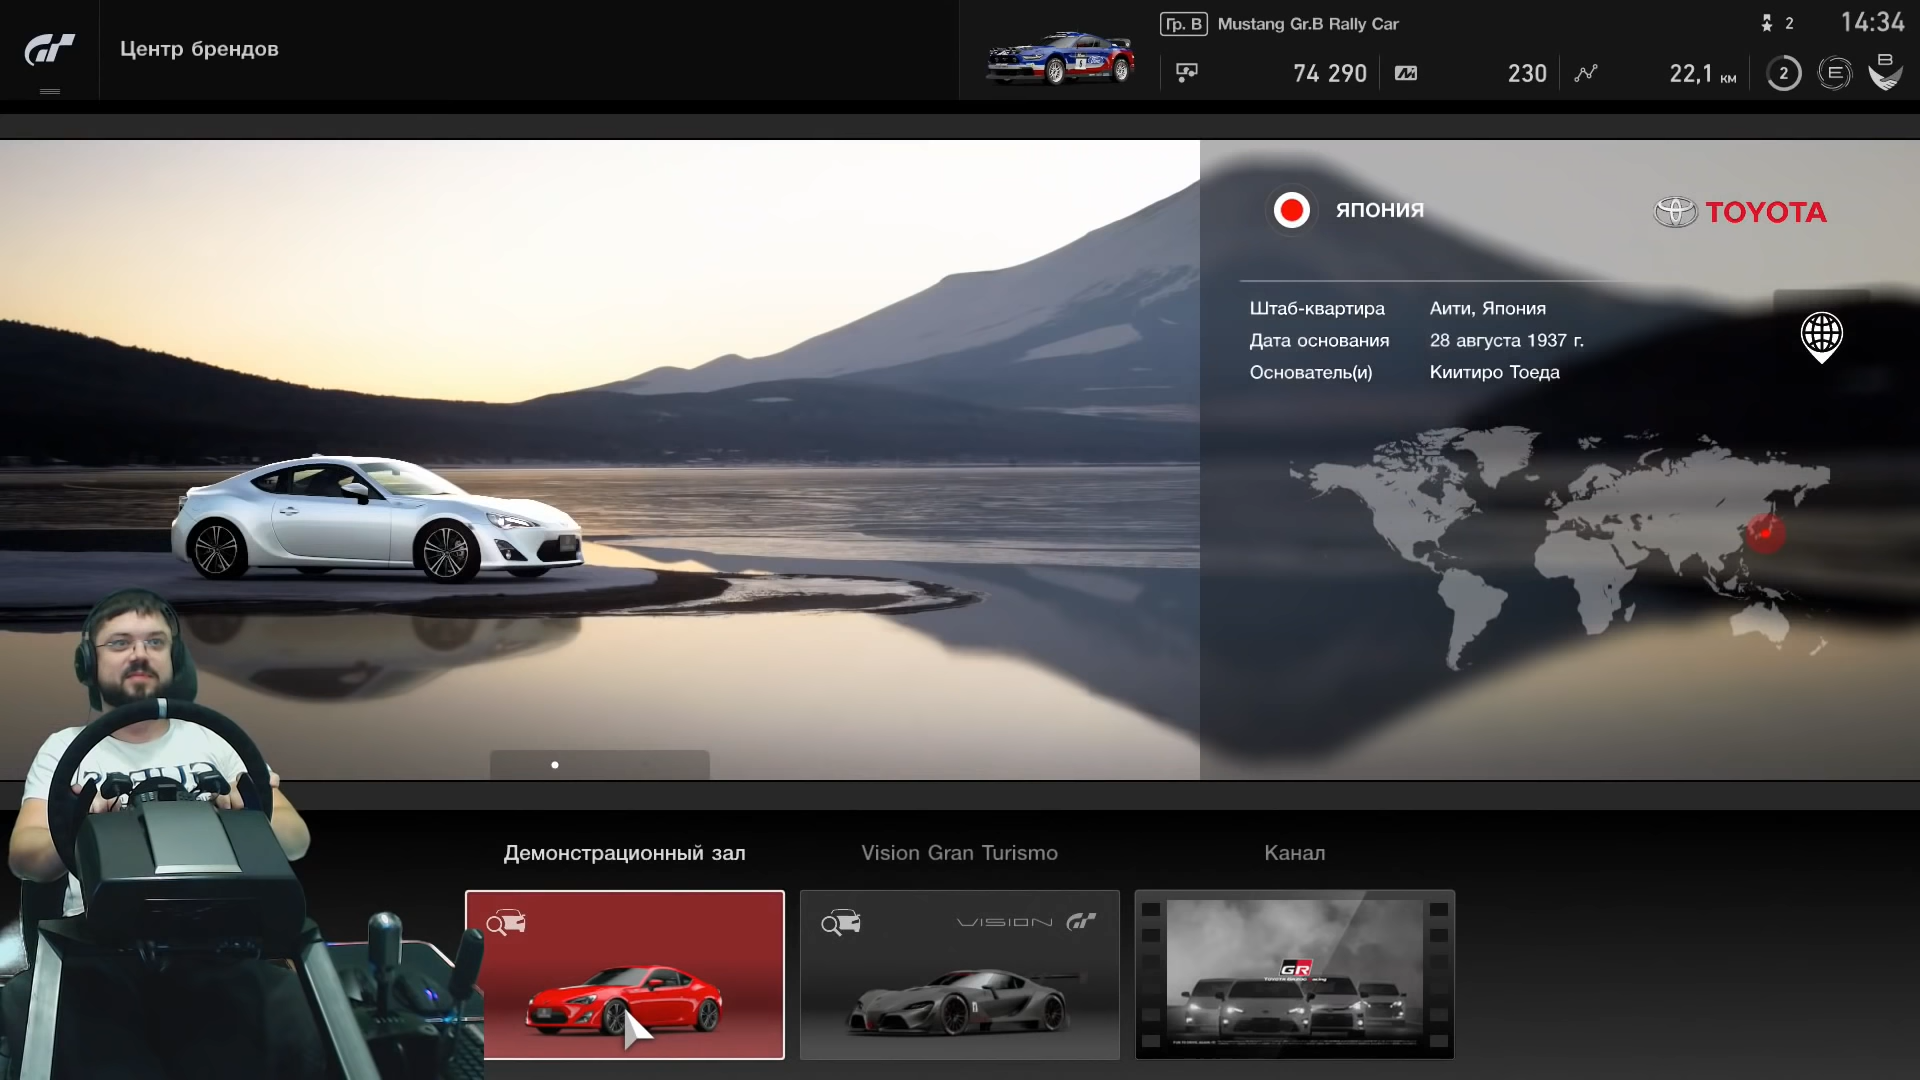 Центр брендов
Гр. B Mustang Gr.B Rally Car
2
14:34
74 290
230
22,1 км
2
E
B
ЯПОНИЯ
TOYOTA
Штаб-квартира Аити, Япония
Дата основания 28 августа 1937 г.
Основатель(и) Киитиро Тоеда
Демонстрационный зал
Vision Gran Turismo
Канал
VISION GT
GR